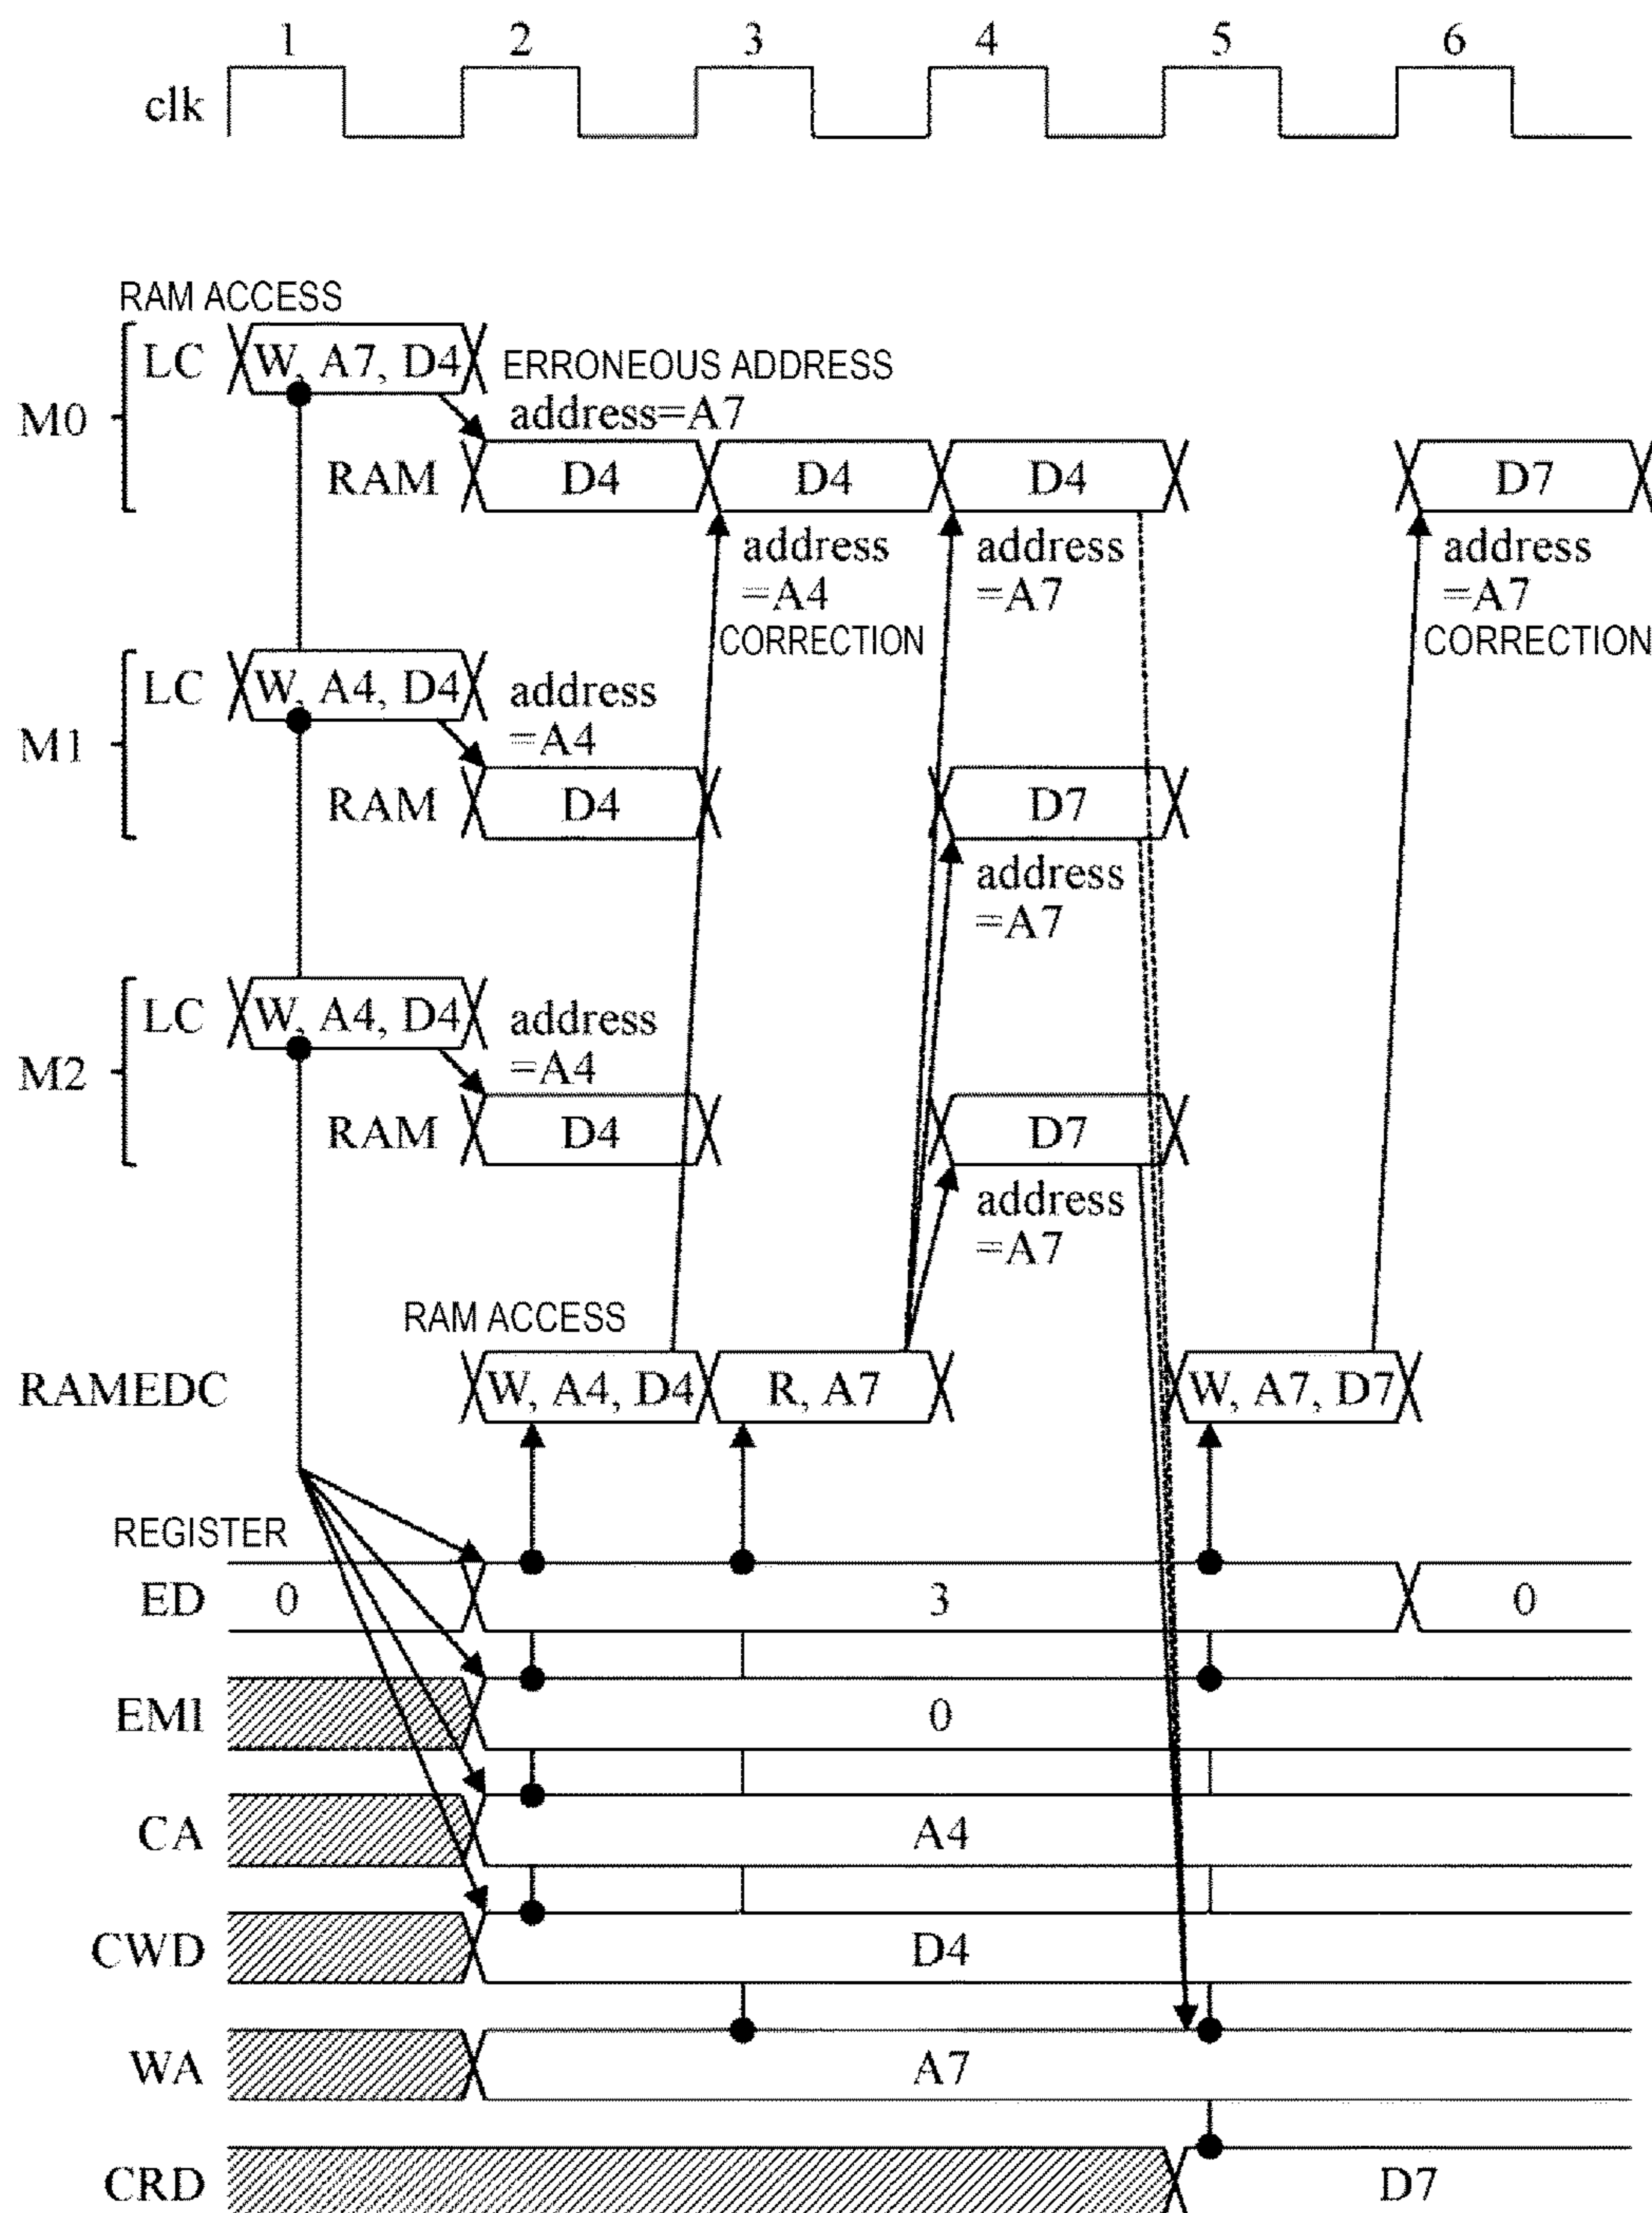 1 2 3 4 5 6
clk
RAM ACCESS
LC W, A7, D4 ERRONEOUS ADDRESS
M0 address=A7
RAM D4 D4 D4 D7
address address address
=A4 =A7 =A7
CORRECTION CORRECTION
LC W, A4, D4 address
M1 =A4
RAM D4 D7
address
=A7
LC W, A4, D4 address
M2 =A4
RAM D4 D7
address
=A7
RAM ACCESS
RAMEDC W, A4, D4 R, A7 W, A7, D7
REGISTER
ED 0 3 0
EMI 0
CA A4
CWD D4
WA A7
CRD D7